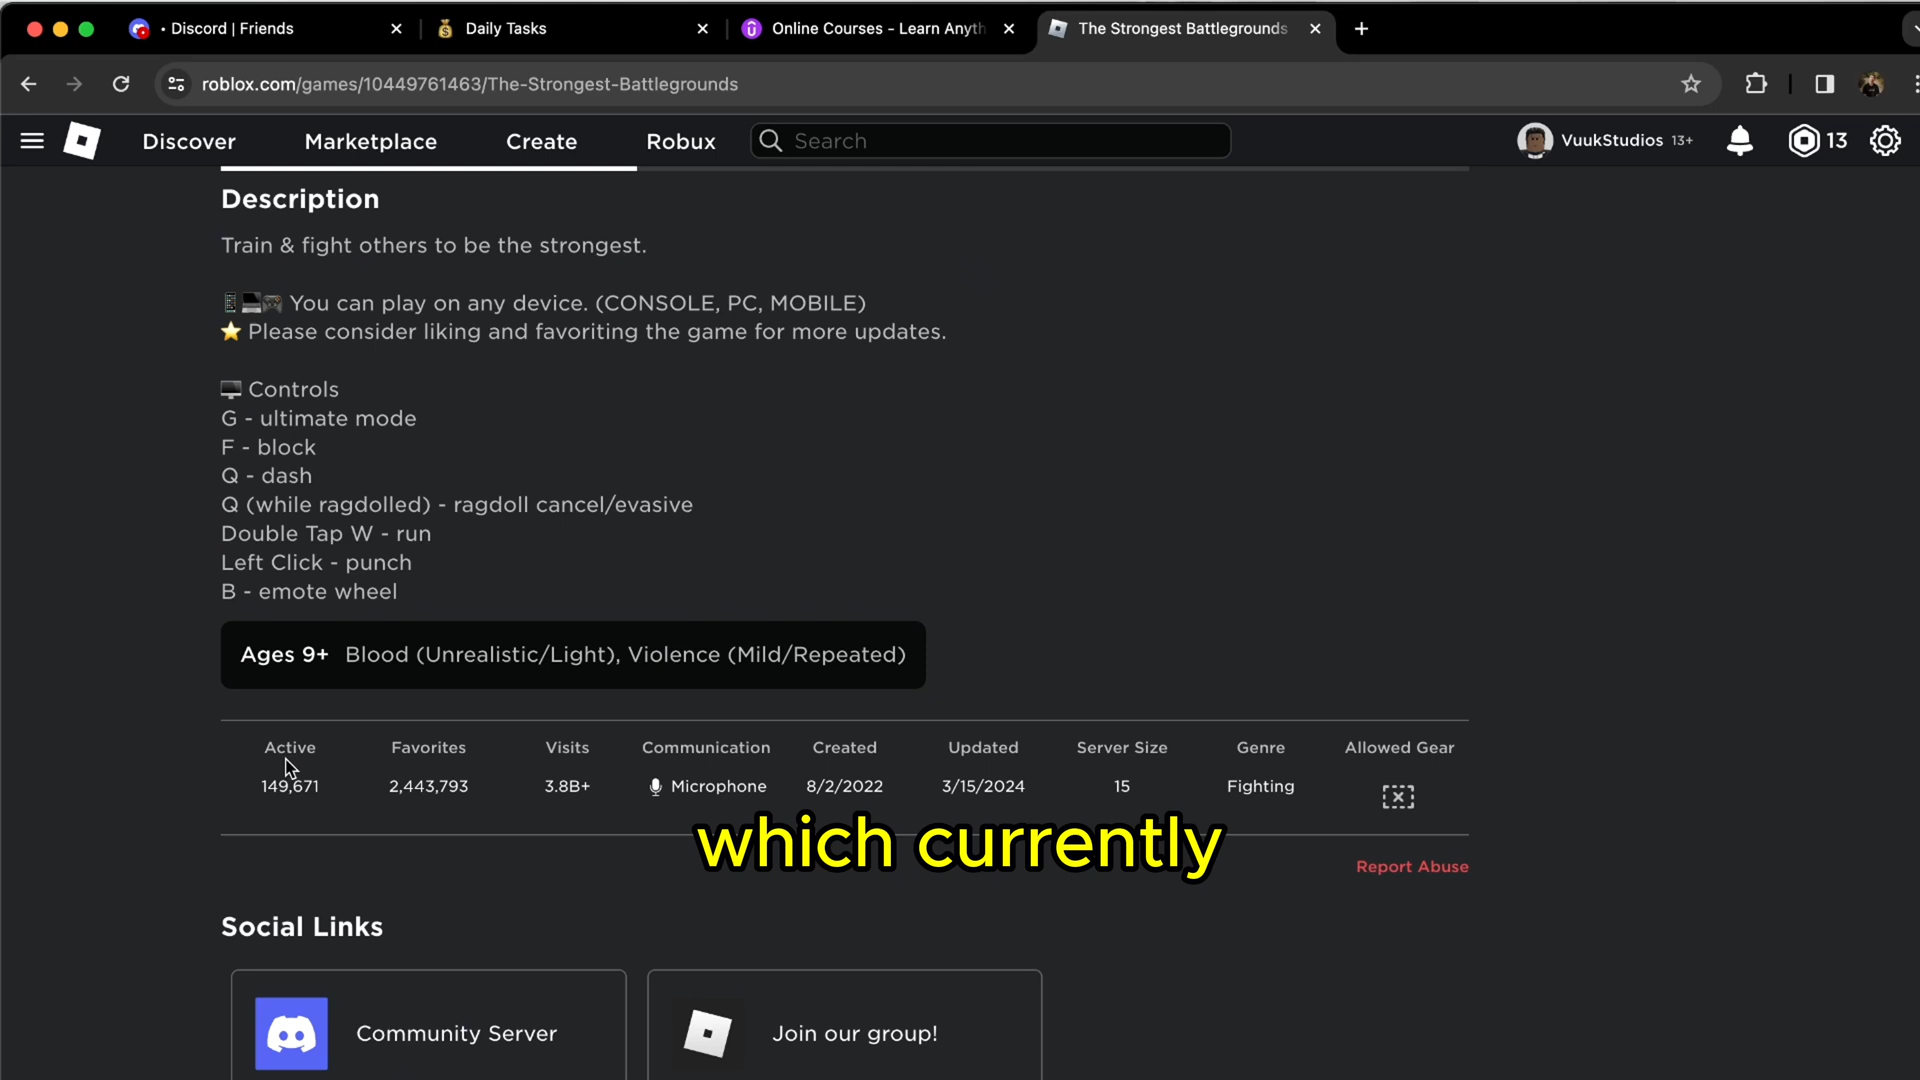 • Discord | Friends
Daily Tasks
Online Courses - Learn Anyth
The Strongest Battlegrounds
roblox.com/games/10449761463/The-Strongest-Battlegrounds
Discover
Marketplace
Create
Robux
Search
VuukStudios 13+
13
Description
Train & fight others to be the strongest.
📱💻🎮 You can play on any device. (CONSOLE, PC, MOBILE)
⭐ Please consider liking and favoriting the game for more updates.
🖥️ Controls
G - ultimate mode
F - block
Q - dash
Q (while ragdolled) - ragdoll cancel/evasive
Double Tap W - run
Left Click - punch
B - emote wheel
Ages 9+ Blood (Unrealistic/Light), Violence (Mild/Repeated)
Active Favorites Visits Communication Created Updated Server Size Genre Allowed Gear
149,671 2,443,793 3.8B+ Microphone 8/2/2022 3/15/2024 15 Fighting
which currently
Report Abuse
Social Links
Community Server
Join our group!